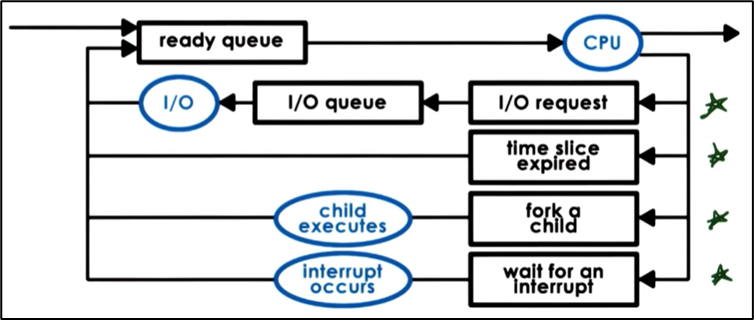 ready queue
CPU
I/O
I/O queue
I/O request
time slice
expired
child
executes
fork a
child
interrupt
occurs
wait for an
interrupt